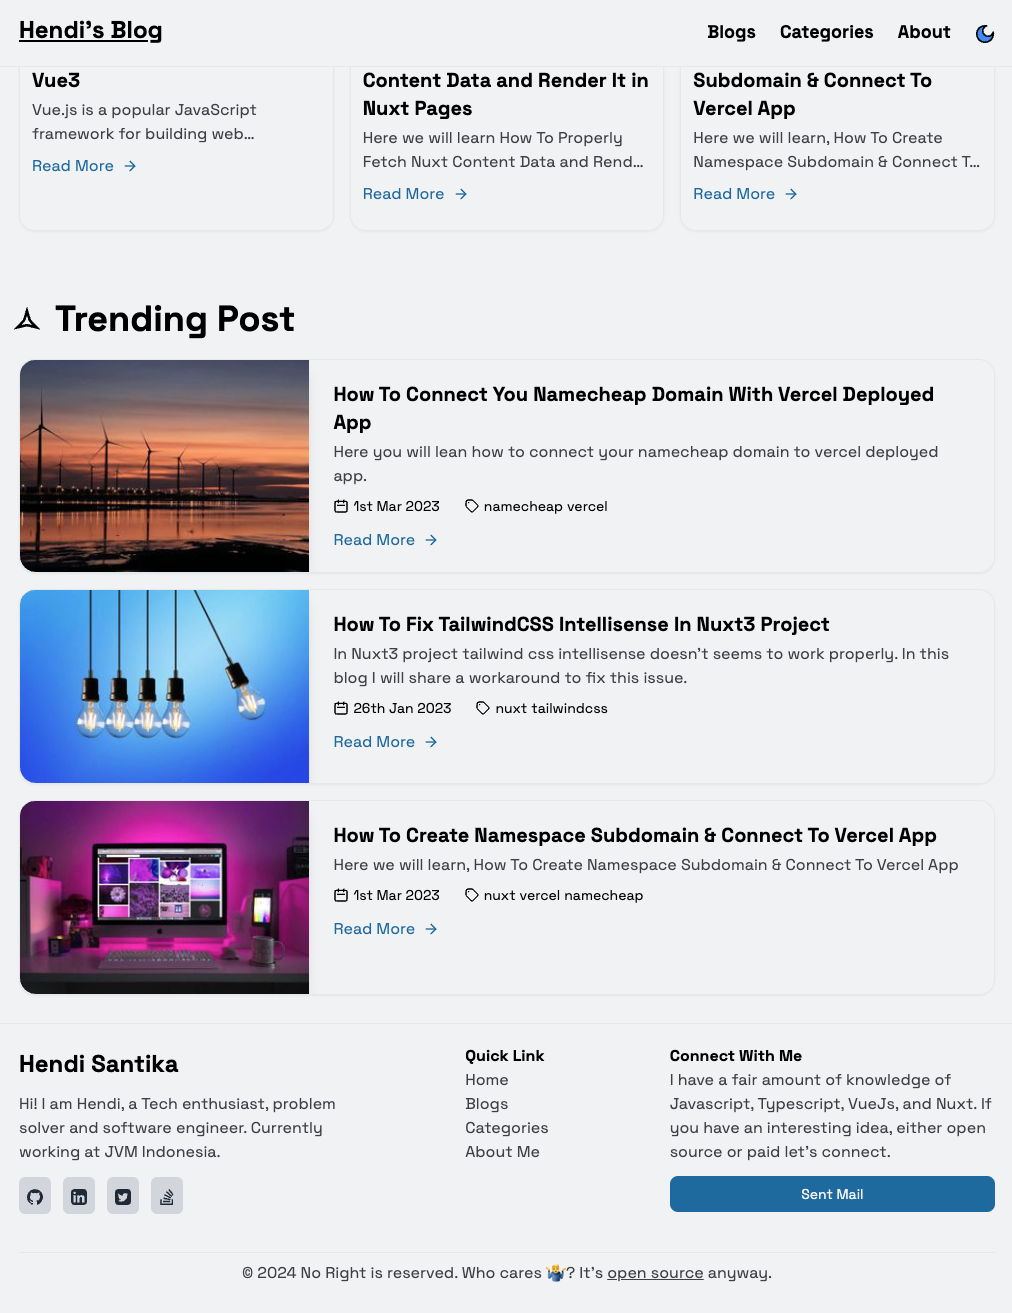 Hendi's Blog
Blogs Categories About
Vue3
Vue.js is a popular JavaScript
framework for building web...
Read More
Content Data and Render It in
Nuxt Pages
Here we will learn How To Properly
Fetch Nuxt Content Data and Rend...
Read More
Subdomain & Connect To
Vercel App
Here we will learn, How To Create
Namespace Subdomain & Connect T...
Read More
Trending Post
How To Connect You Namecheap Domain With Vercel Deployed
App
Here you will lean how to connect your namecheap domain to vercel deployed
app.
1st Mar 2023 namecheap vercel
Read More
How To Fix TailwindCSS Intellisense In Nuxt3 Project
In Nuxt3 project tailwind css intellisense doesn't seems to work properly. In this
blog I will share a workaround to fix this issue.
26th Jan 2023 nuxt tailwindcss
Read More
How To Create Namespace Subdomain & Connect To Vercel App
Here we will learn, How To Create Namespace Subdomain & Connect To Vercel App
1st Mar 2023 nuxt vercel namecheap
Read More
Hendi Santika
Hi! I am Hendi, a Tech enthusiast, problem
solver and software engineer. Currently
working at JVM Indonesia.
Quick Link
Home
Blogs
Categories
About Me
Connect With Me
I have a fair amount of knowledge of
Javascript, Typescript, VueJs, and Nuxt. If
you have an interesting idea, either open
source or paid let's connect.
Sent Mail
© 2024 No Right is reserved. Who cares 🤷? It's open source anyway.